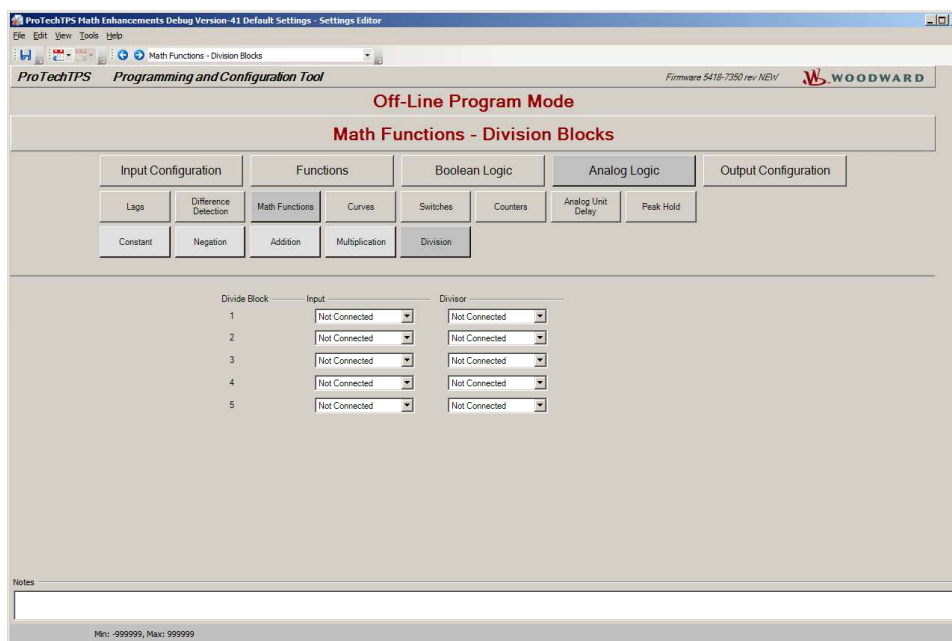 ProTechTPS Math Enhancements Debug Version-41 Default Settings - Settings Editor
File Edit View Tools Help
Math Functions - Division Blocks
ProTechTPS Programming and Configuration Tool Firmware 5418-7350 rev NEW WOODWARD
Off-Line Program Mode
Math Functions - Division Blocks
Input Configuration Functions Boolean Logic Analog Logic Output Configuration
Lags Difference Detection Math Functions Curves Switches Counters Analog Unit Delay Peak Hold
Constant Negation Addition Multiplication Division
Divide Block Input Divisor
1 Not Connected Not Connected
2 Not Connected Not Connected
3 Not Connected Not Connected
4 Not Connected Not Connected
5 Not Connected Not Connected
Notes
Min: -999999, Max: 999999